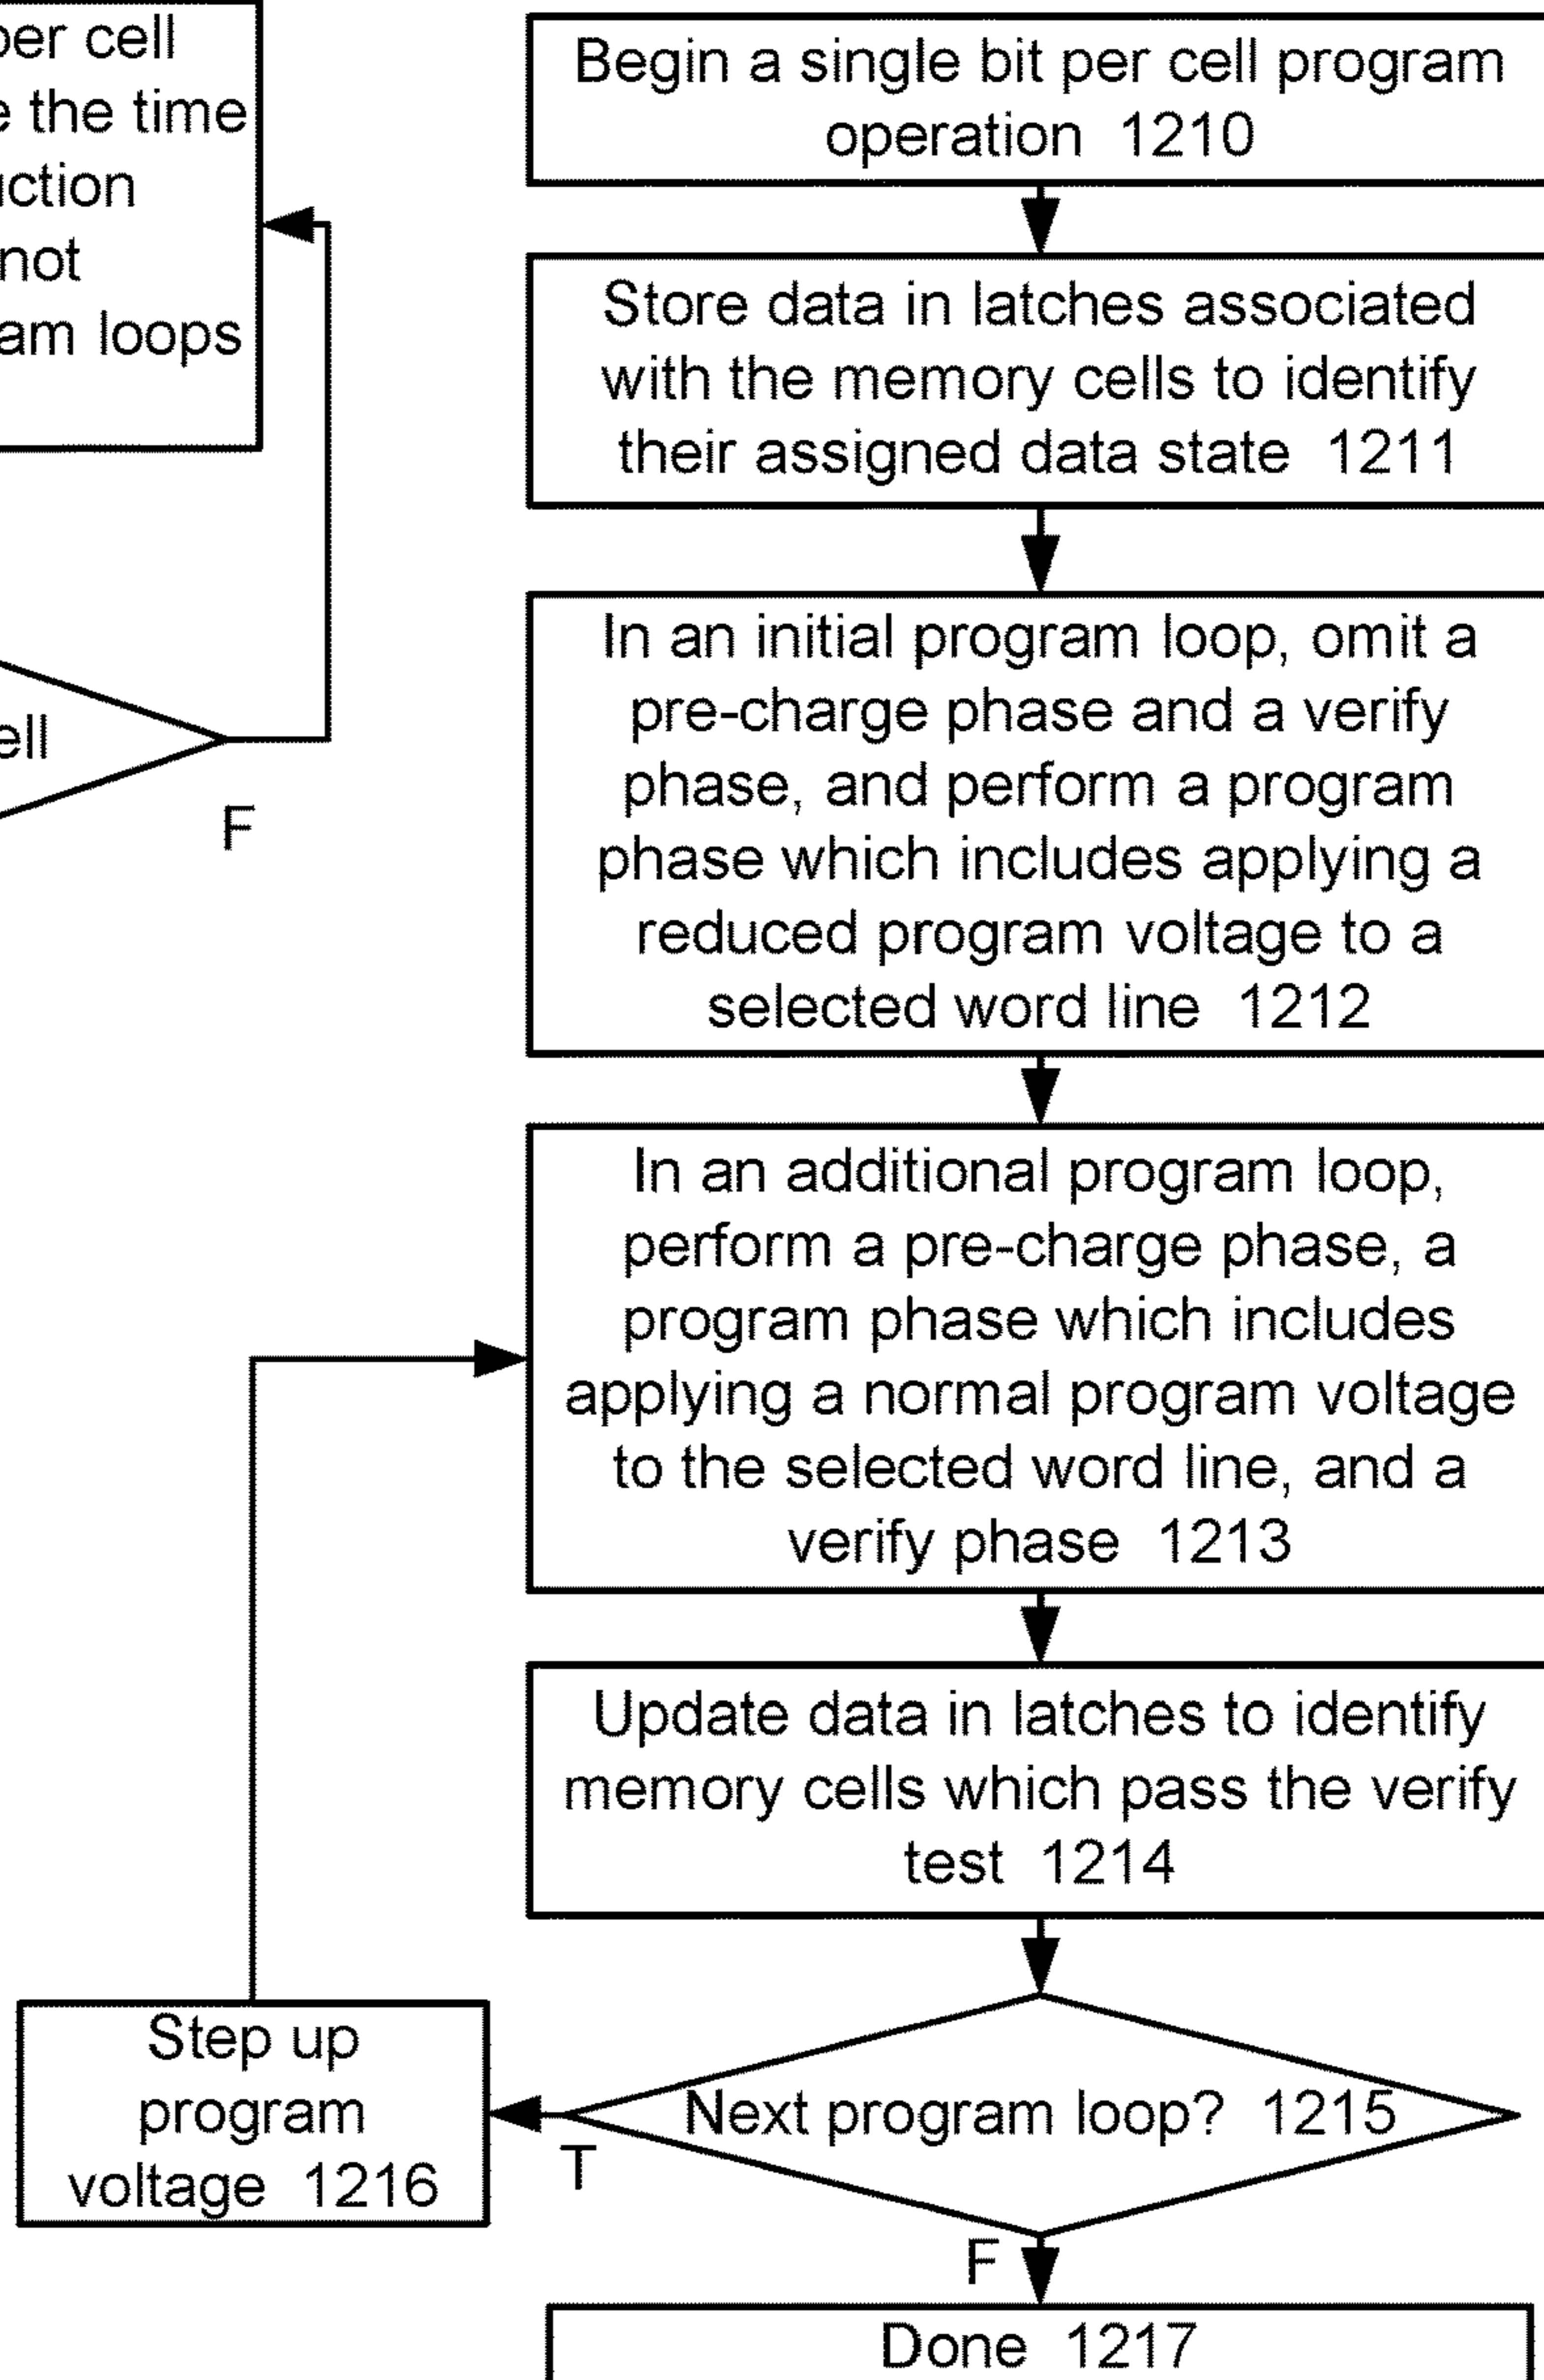 per cell
the time
not
loops
F
Begin a single bit per cell program
operation 1210
Store data in latches associated
with the memory cells to identify
their assigned data state 1211
In an initial program loop, omit a
pre-charge phase and a verify
phase, and perform a program
phase which includes applying a
reduced program voltage to a
selected word line 1212
In an additional program loop,
perform a pre-charge phase, a
program phase which includes
applying a normal program voltage
to the selected word line, and a
verify phase 1213
Update data in latches to identify
memory cells which pass the verify
test 1214
Next program loop? 1215
T
Step up
program
voltage 1216
F
Done 1217